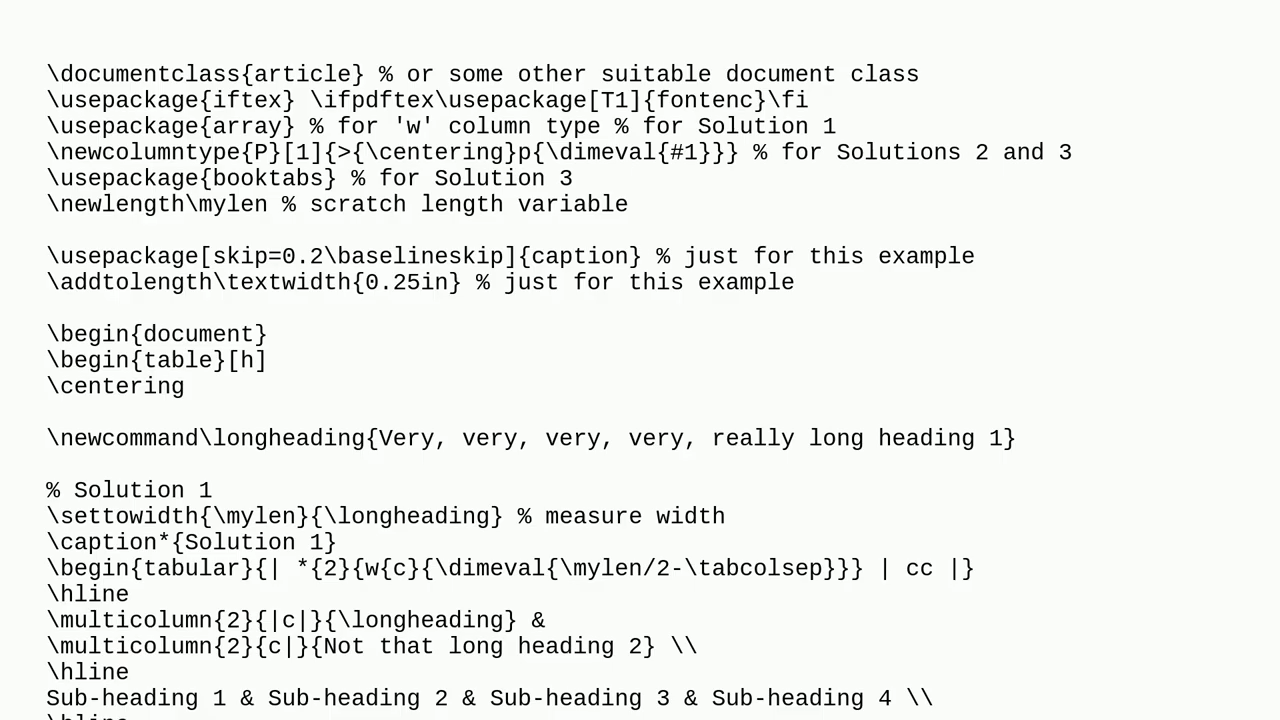 \documentclass{article} % or some other suitable document class
\usepackage{iftex} \ifpdftex\usepackage[T1]{fontenc}\fi
\usepackage{array} % for 'w' column type % for Solution 1
\newcolumntype{P}[1]{>{\centering}p{\dimeval{#1}}} % for Solutions 2 and 3
\usepackage{booktabs} % for Solution 3
\newlength\mylen % scratch length variable
\usepackage[skip=0.2\baselineskip]{caption} % just for this example
\addtolength\textwidth{0.25in} % just for this example
\begin{document}
\begin{table}[h]
\centering
\newcommand\longheading{Very, very, very, very, really long heading 1}
% Solution 1
\settowidth{\mylen}{\longheading} % measure width
\caption*{Solution 1}
\begin{tabular}{| *{2}{w{c}{\dimeval{\mylen/2-\tabcolsep}}} | cc |}
\hline
\multicolumn{2}{|c|}{\longheading} &
\multicolumn{2}{c|}{Not that long heading 2} \\
\hline
Sub-heading 1 & Sub-heading 2 & Sub-heading 3 & Sub-heading 4 \\
\hline